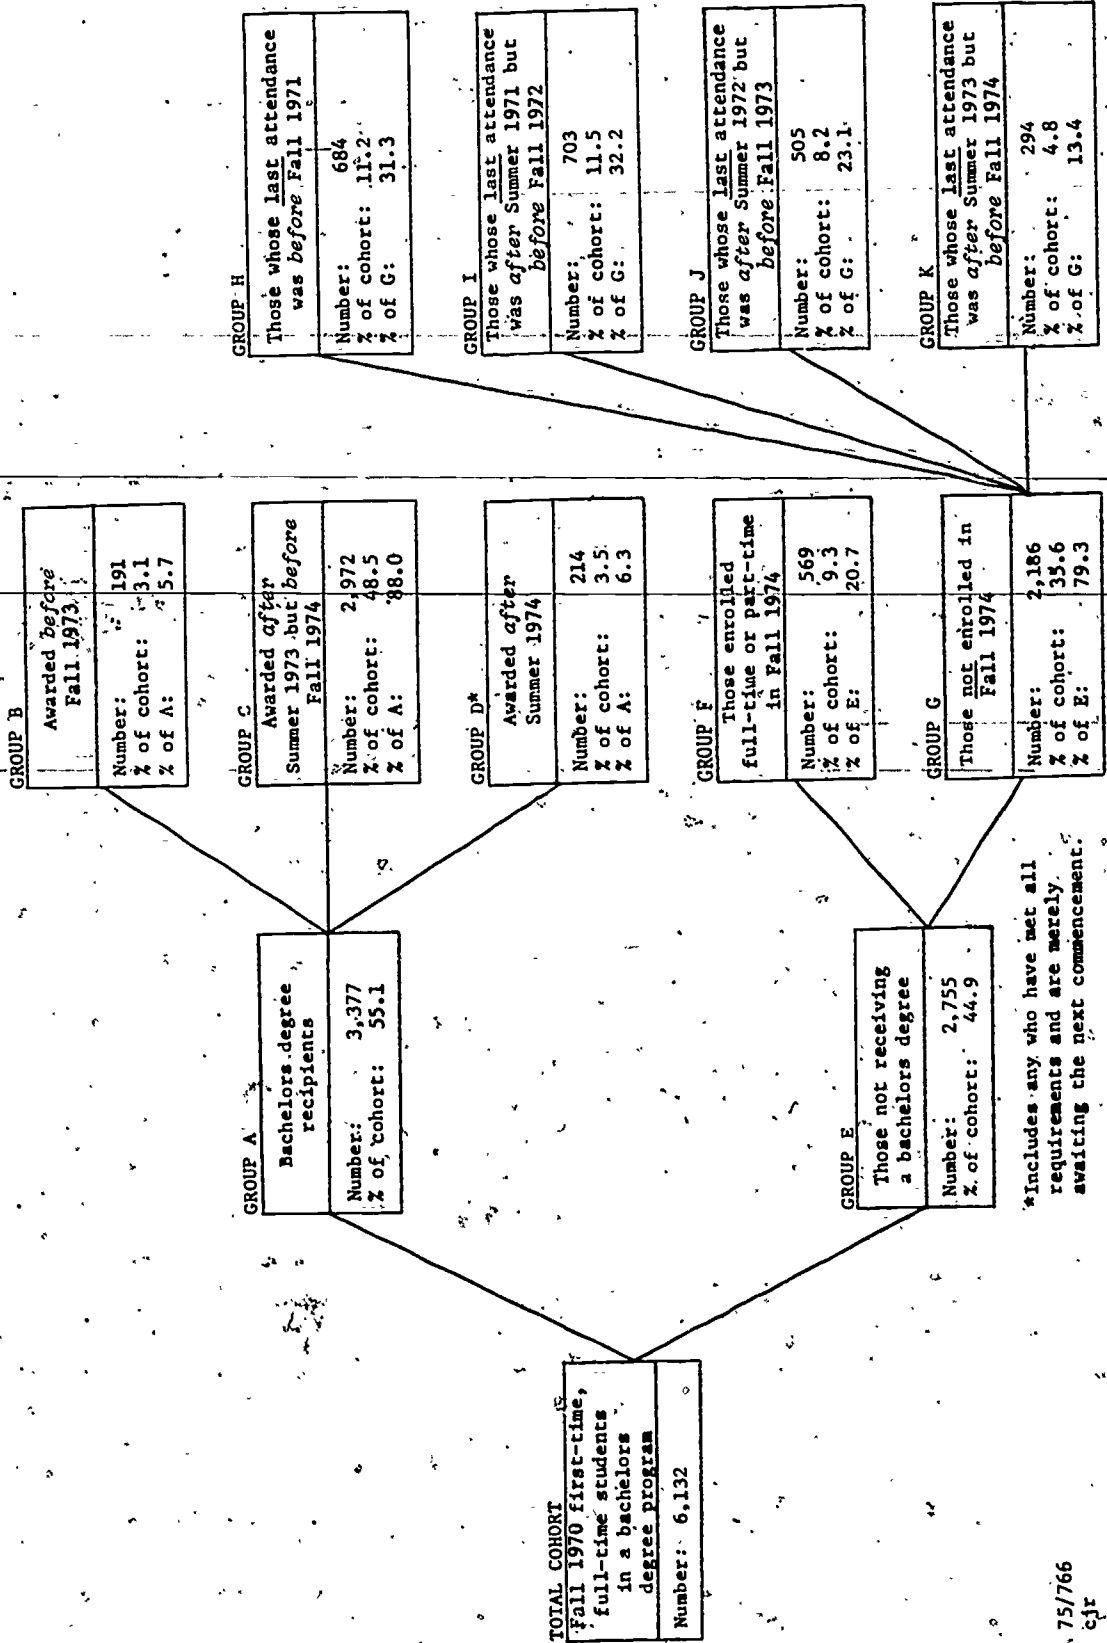 TOTAL COHORT
Fall 1970 first-time,
full-time students
in a bachelors
degree program
Number: 6,132
GROUP A
Bachelors degree
recipients
Number: 3,377
% of cohort: 55.1
GROUP E
Those not receiving
a bachelors degree
Number: 2,755
% of cohort: 44.9
GROUP B
Awarded before
Fall 1973
Number: 191
% of cohort: 3.1
% of A: 5.7
GROUP C
Awarded after
Summer 1973 but before
Fall 1974
Number: 2,972
% of cohort: 48.5
% of A: 88.0
GROUP D*
Awarded after
Summer 1974
Number: 214
% of cohort: 3.5
% of A: 6.3
GROUP F
Those enrolled
full-time or part-time
in Fall 1974
Number: 569
% of cohort: 9.3
% of E: 20.7
GROUP G
Those not enrolled in
Fall 1974
Number: 2,186
% of cohort: 35.6
% of E: 79.3
GROUP H
Those whose last attendance
was before Fall 1971
Number: 684
% of cohort: 11.2
% of G: 31.3
GROUP I
Those whose last attendance
was after Summer 1971 but
before Fall 1972
Number: 703
% of cohort: 11.5
% of G: 32.2
GROUP J
Those whose last attendance
was after Summer 1972 but
before Fall 1973
Number: 505
% of cohort: 8.2
% of G: 23.1
GROUP K
Those whose last attendance
was after Summer 1973 but
before Fall 1974
Number: 294
% of cohort: 4.8
% of G: 13.4
*Includes any who have met all
requirements and are merely
awaiting the next commencement.
75/766
cjr